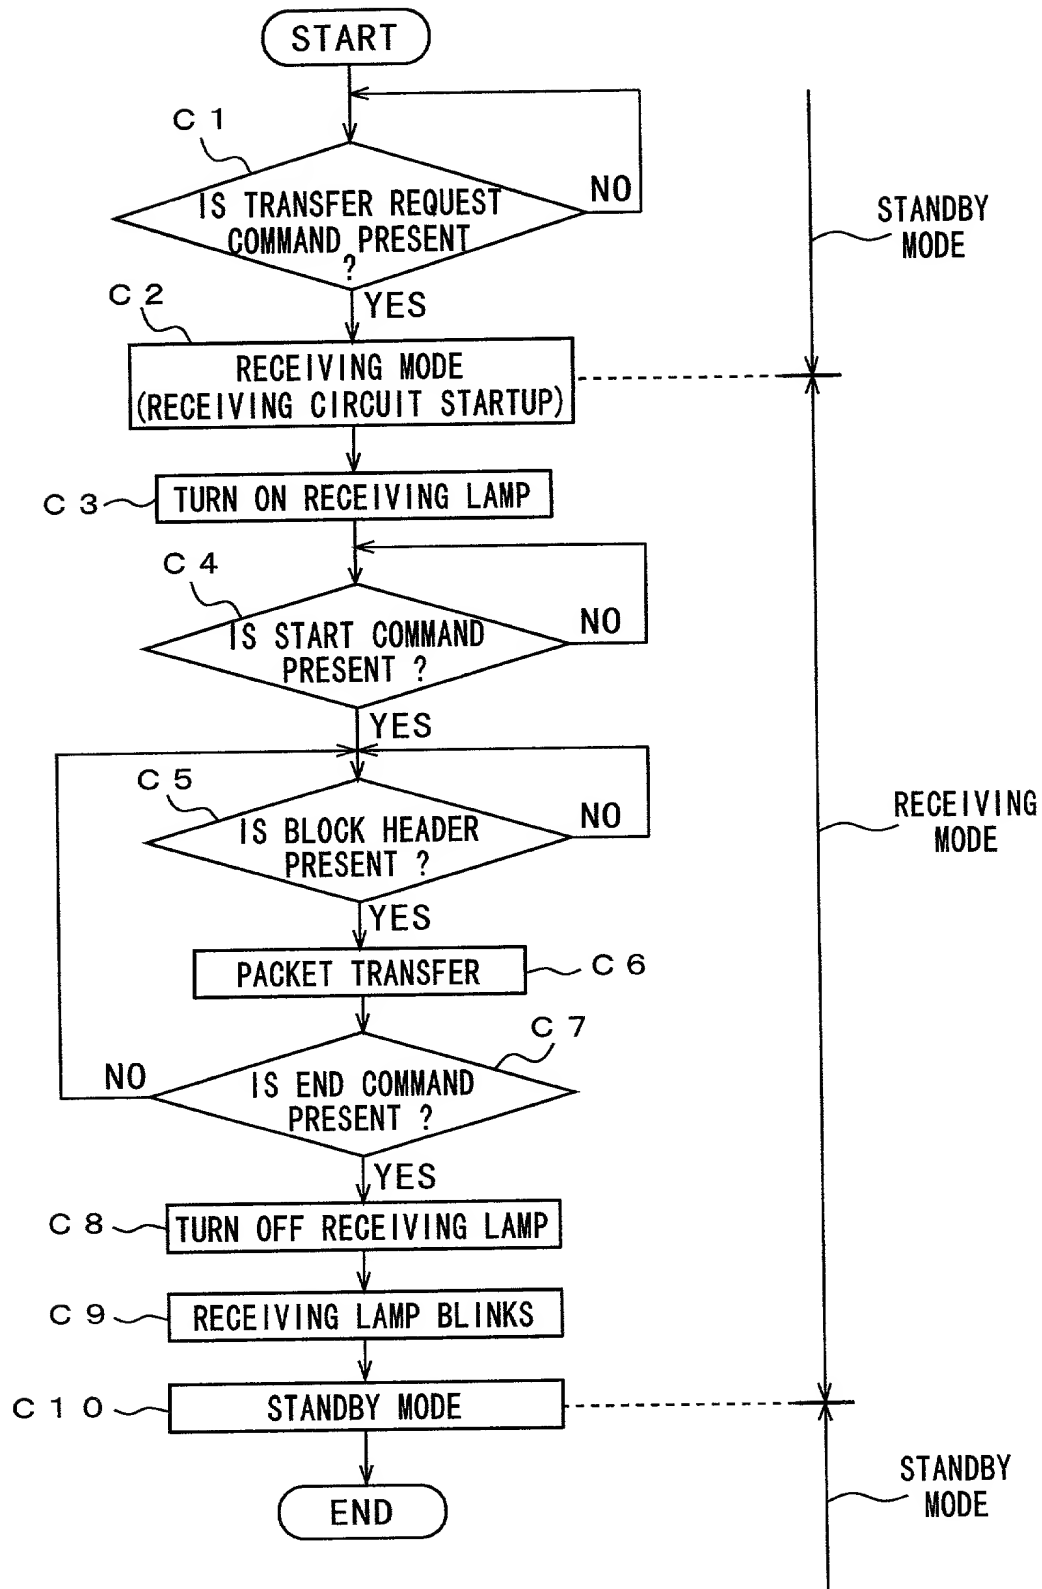 START
C 1
IS TRANSFER REQUEST
COMMAND PRESENT
?
NO
YES
STANDBY
MODE
C 2
RECEIVING MODE
(RECEIVING CIRCUIT STARTUP)
C 3
TURN ON RECEIVING LAMP
C 4
IS START COMMAND
PRESENT ?
NO
YES
C 5
IS BLOCK HEADER
PRESENT ?
NO
YES
RECEIVING
MODE
PACKET TRANSFER
C 6
C 7
IS END COMMAND
PRESENT ?
NO
YES
C 8
TURN OFF RECEIVING LAMP
C 9
RECEIVING LAMP BLINKS
C 1 0
STANDBY MODE
STANDBY
MODE
END